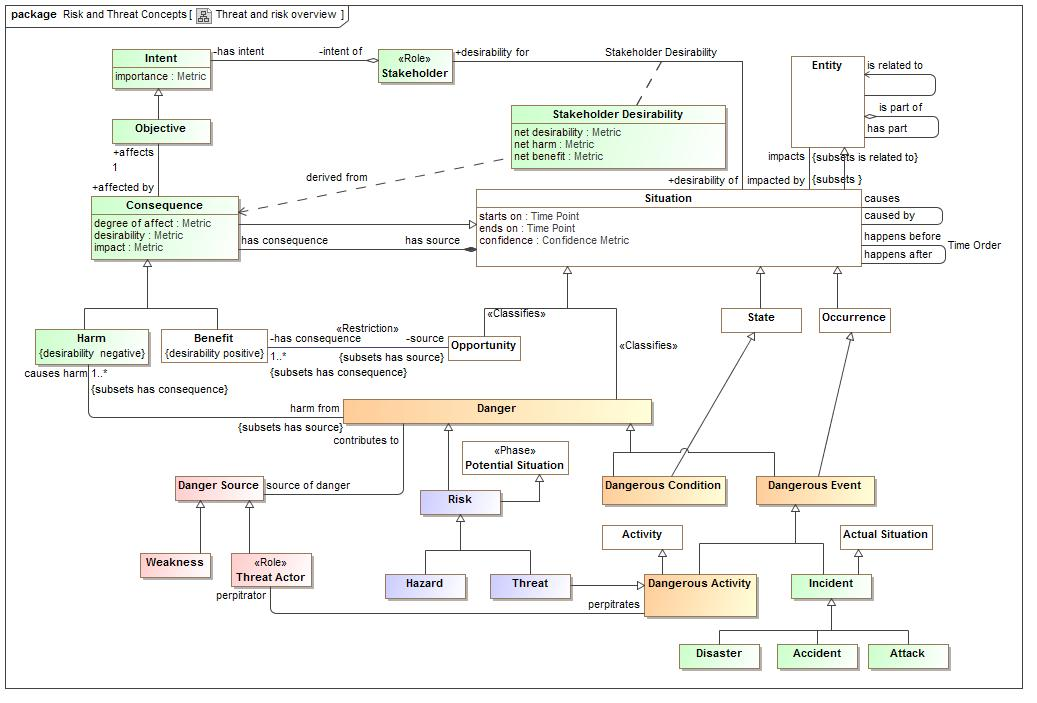 package Risk and Threat Concepts [ Threat and risk overview ]
Intent
importance : Metric
-has intent
-intent of
«Role»
Stakeholder
+desirability for
Stakeholder Desirability
Entity
is related to
is part of
has part
Objective
Stakeholder Desirability
net desirability : Metric
net harm : Metric
net benefit : Metric
+affects
1
+affected by
derived from
impacts
{subsets is related to}
+desirability of
impacted by
{subsets }
Consequence
degree of affect : Metric
desirability : Metric
impact : Metric
has consequence
has source
Situation
starts on : Time Point
ends on : Time Point
confidence : Confidence Metric
causes
caused by
happens before
Time Order
happens after
Harm
{desirability negative}
Benefit
{desirability positive}
-has consequence
«Restriction»
-source
1..*
{subsets source}
{subsets has consequence}
Opportunity
«Classifies»
«Classifies»
State
Occurrence
causes harm
1..*
{subsets has consequence}
harm from
{subsets has source}
contributes to
Danger
«Phase»
Potential Situation
Danger Source
source of danger
Risk
Dangerous Condition
Dangerous Event
Weakness
«Role»
Threat Actor
perpitrator
Hazard
Threat
Activity
Actual Situation
Dangerous Activity
perpitrates
Incident
Disaster
Accident
Attack